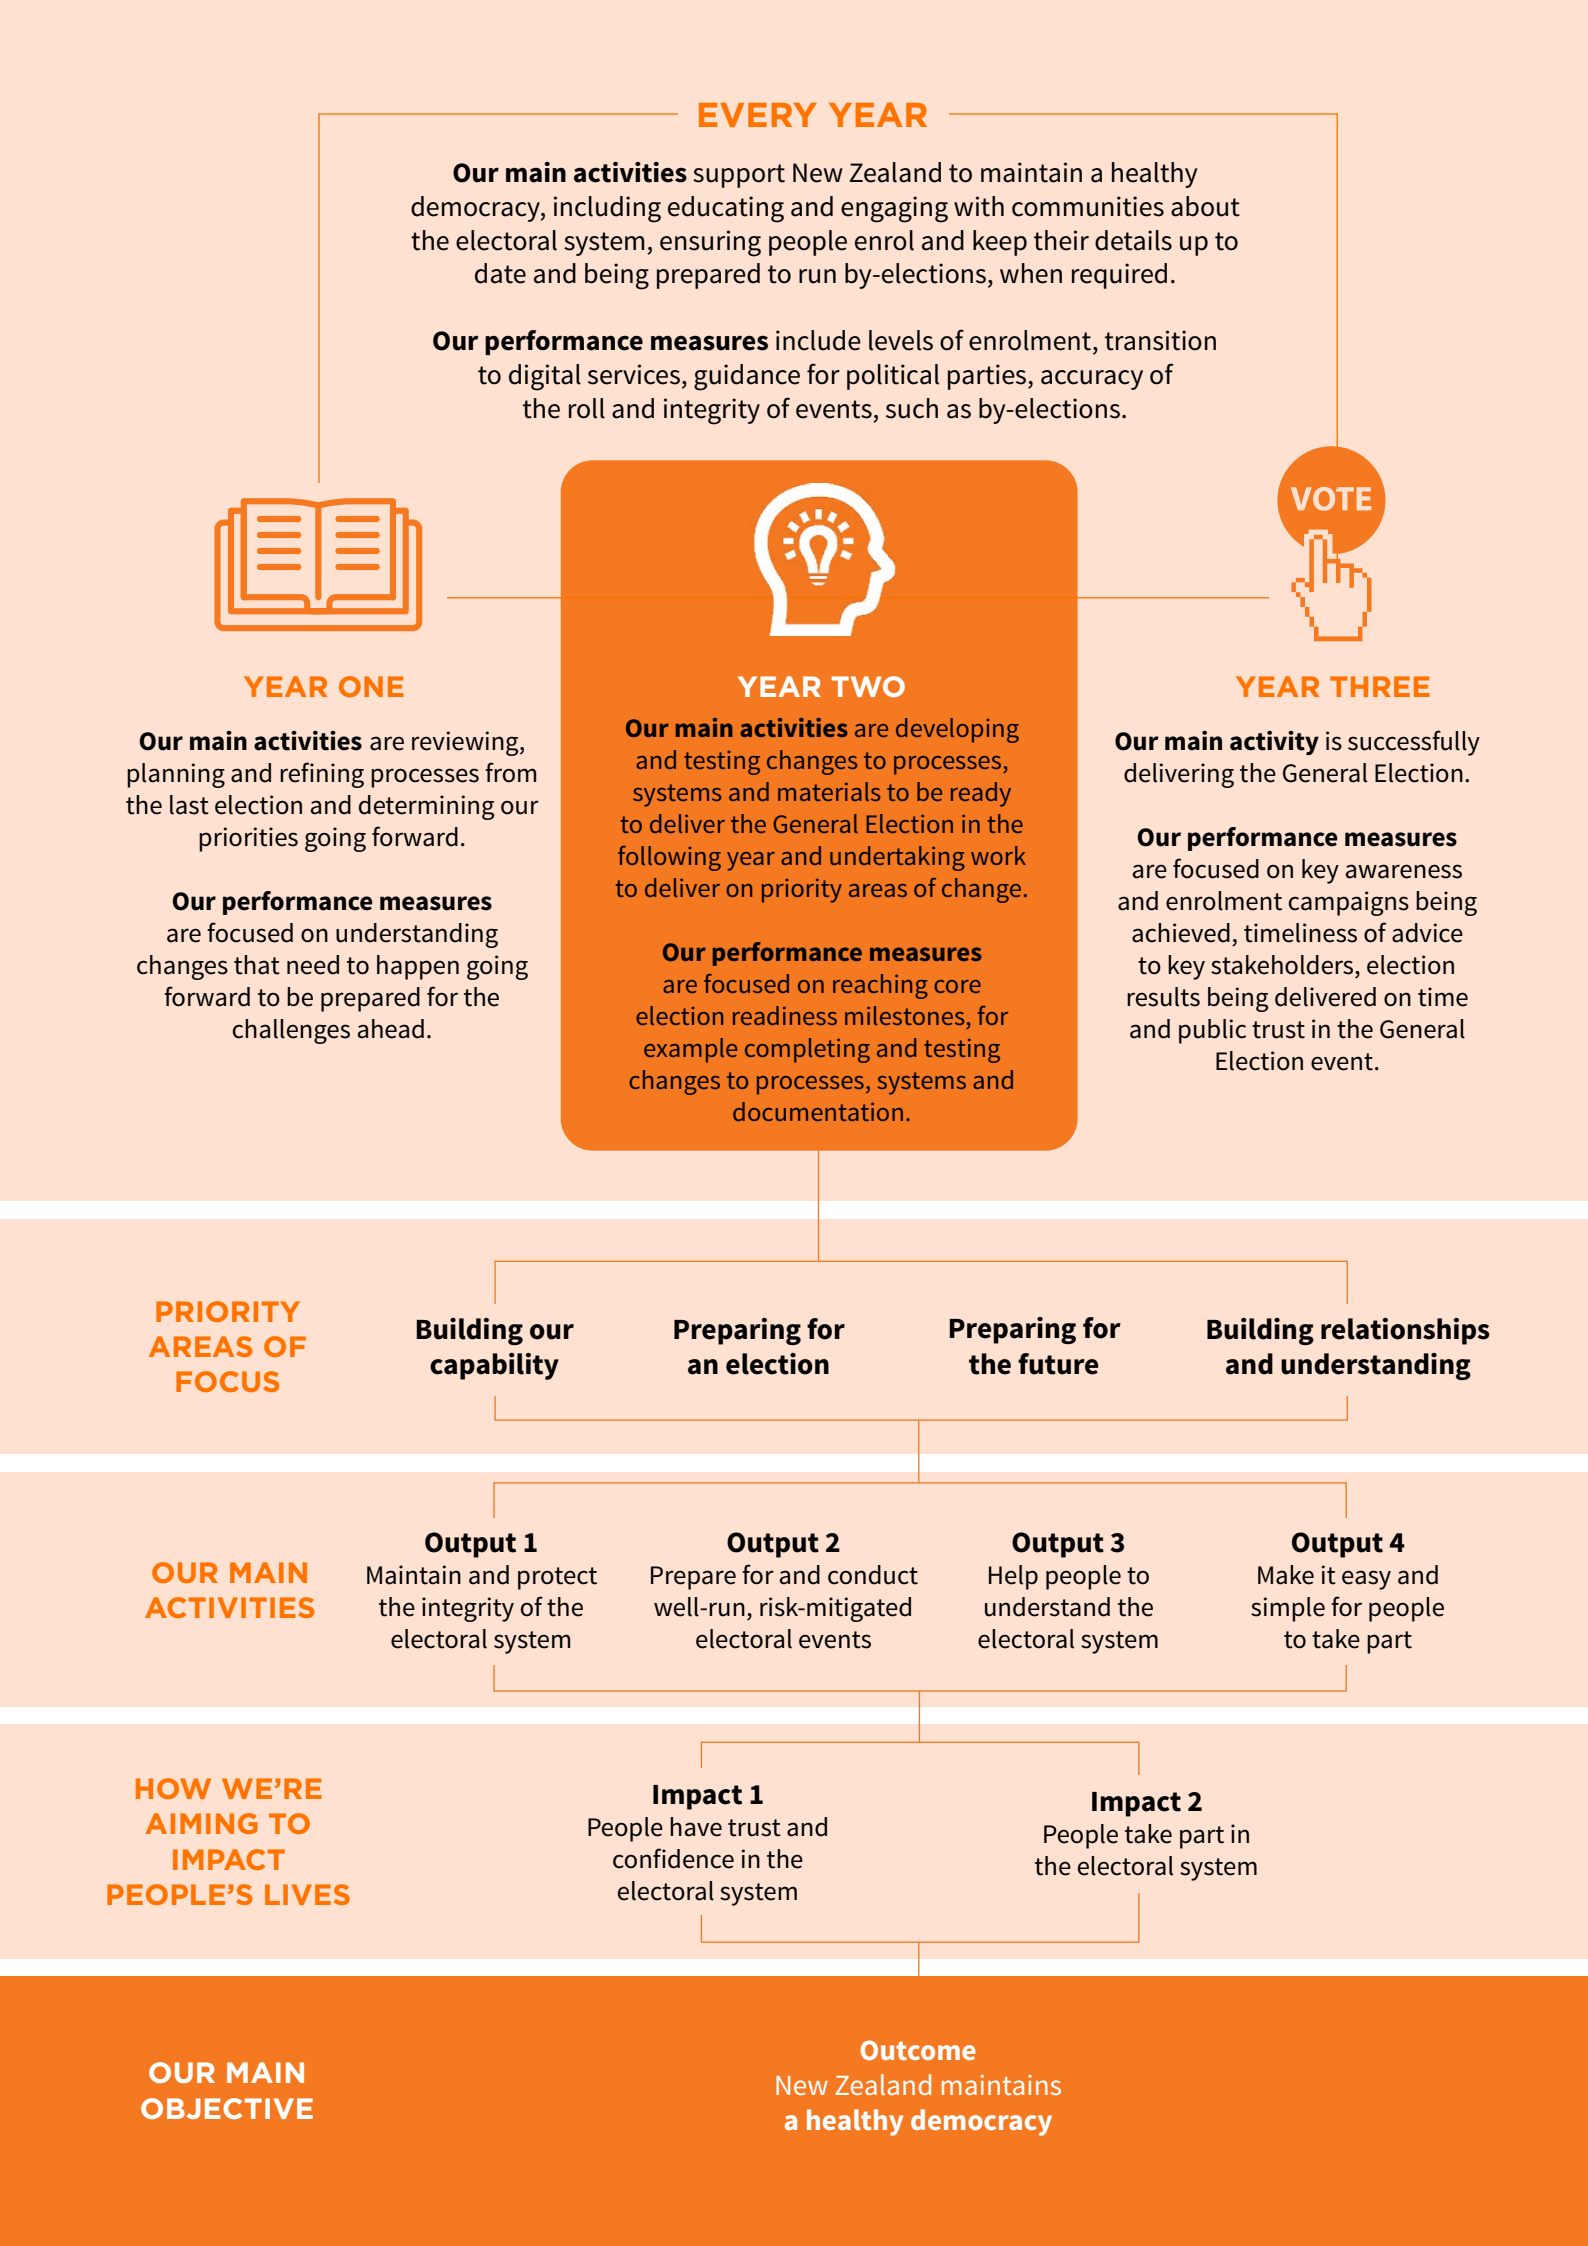 EVERY YEAR
Our main activities support New Zealand to maintain a healthy
democracy, including educating and engaging with communities about
the electoral system, ensuring people enrol and keep their details up to
date and being prepared to run by-elections, when required.
Our performance measures include levels of enrolment, transition
to digital services, guidance for political parties, accuracy of
the roll and integrity of events, such as by-elections.
YEAR ONE
Our main activities are reviewing,
planning and refining processes from
the last election and determining our
priorities going forward.
Our performance measures
are focused on understanding
changes that need to happen going
forward to be prepared for the
challenges ahead.
YEAR TWO
Our main activities are developing
and testing changes to processes,
systems and materials to be ready
to deliver the General Election in the
following year and undertaking work
to deliver on priority areas of change.
Our performance measures
are focused on reaching core
election readiness milestones, for
example completing and testing
changes to processes, systems and
documentation.
VOTE
YEAR THREE
Our main activity is successfully
delivering the General Election.
Our performance measures
are focused on key awareness
and enrolment campaigns being
achieved, timeliness of advice
to key stakeholders, election
results being delivered on time
and public trust in the General
Election event.
PRIORITY
AREAS OF
FOCUS
Building our
capability
Preparing for
an election
Preparing for
the future
Building relationships
and understanding
OUR MAIN
ACTIVITIES
Output 1
Maintain and protect
the integrity of the
electoral system
Output 2
Prepare for and conduct
well-run, risk-mitigated
electoral events
Output 3
Help people to
understand the
electoral system
Output 4
Make it easy and
simple for people
to take part
HOW WE'RE
AIMING TO
IMPACT
PEOPLE'S LIVES
Impact 1
People have trust and
confidence in the
electoral system
Impact 2
People take part in
the electoral system
OUR MAIN
OBJECTIVE
Outcome
New Zealand maintains
a healthy democracy